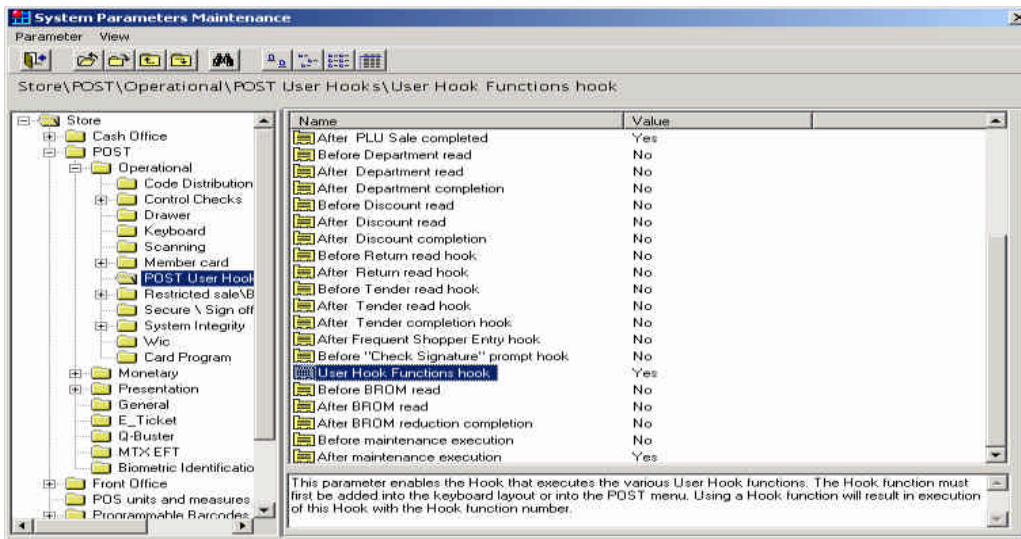 System Parameters Maintenance
Parameter View
Store\POST\Operational\POST User Hooks\User Hook Functions hook
Store
Cash Office
POST
Operational
Code Distribution
Control Checks
Drawer
Keyboard
Scanning
Member card
POST User Hook
Restricted sale\B
Secure \ Sign off
System Integrity
Wic
Card Program
Monetary
Presentation
General
E_Ticket
Q-Buster
MTX EFT
Biometric Identificatio
Front Office
POS units and measures
Programmable Barcodes
Name Value
After PLU Sale completed Yes
Before Department read No
After Department read No
After Department completion No
Before Discount read No
After Discount read No
After Discount completion No
Before Return read hook No
After Return read hook No
Before Tender read hook No
After Tender read hook No
After Tender completion hook No
After Frequent Shopper Entry hook No
Before "Check Signature" prompt hook No
User Hook Functions hook Yes
Before BROM read No
After BROM read No
After BROM reduction completion No
Before maintenance execution No
After maintenance execution Yes
This parameter enables the Hook that executes the various User Hook functions. The Hook function must
first be added into the keyboard layout or into the POST menu. Using a Hook function will result in execution
of this Hook with the Hook function number.